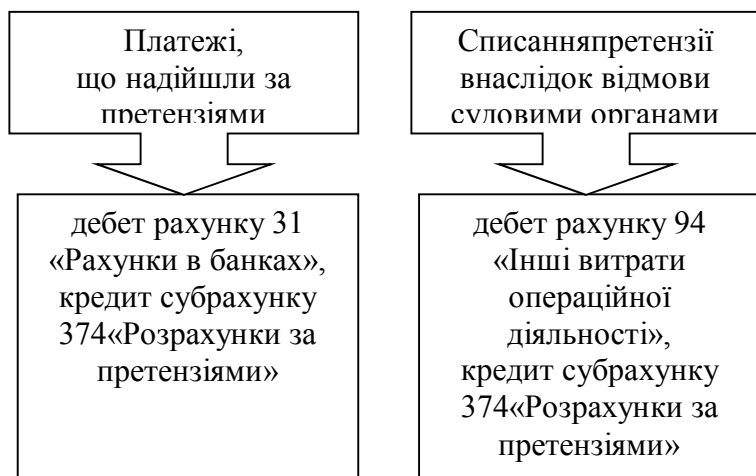 Платежі,
що надійшли за
претензіями
Списанняпретензії
внаслідок відмови
судовими органами
дебет рахунку 31
«Рахунки в банках»,
кредит субрахунку
374«Розрахунки за
претензіями»
дебет рахунку 94
«Інші витрати
операційної
діяльності»,
кредит субрахунку
374«Розрахунки за
претензіями»